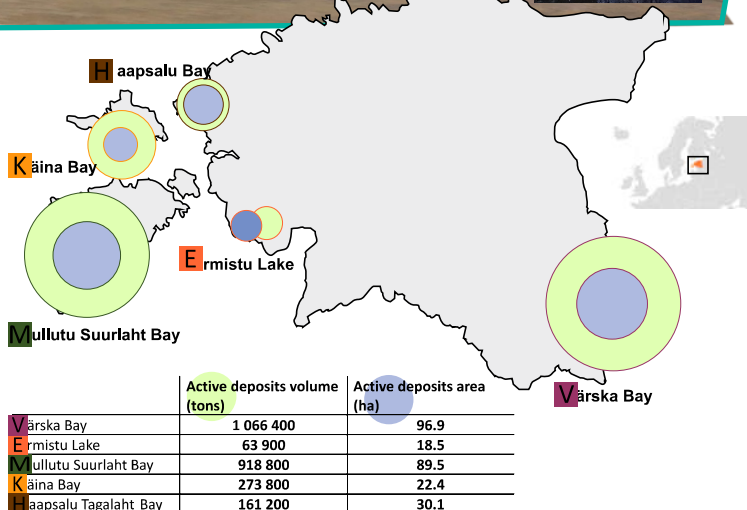 Haapsalu Bay
Käina Bay
Ermistu Lake
Mullutu Suurlaht Bay
Värska Bay
Active deposits volume (tons) Active deposits area (ha)
Värska Bay 1 066 400 96.9
Ermistu Lake 63 900 18.5
Mullutu Suurlaht Bay 918 800 89.5
Käina Bay 273 800 22.4
Haapsalu Tagalaht Bay 161 200 30.1